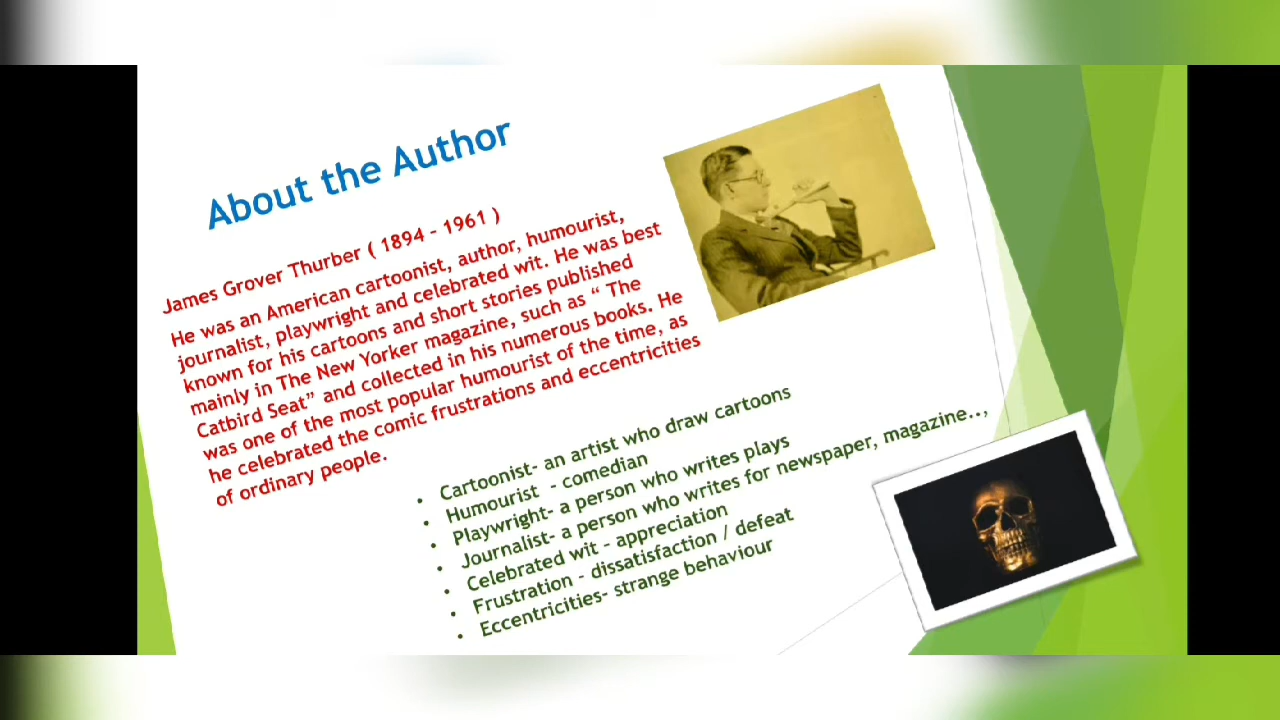 About the Author
James Grover Thurber ( 1894 - 1961 )
He was an American cartoonist, author, humourist,
journalist, playwright and celebrated wit. He was best
known for his cartoons and short stories published
mainly in The New Yorker magazine, such as “ The
Catbird Seat” and collected in his numerous books. He
was one of the most popular humourist of the time, as
he celebrated the comic frustrations and eccentricities
of ordinary people.
• Cartoonist- an artist who draw cartoons
• Humourist - comedian
• Playwright- a person who writes plays
• Journalist- a person who writes for newspaper, magazine..,
• Celebrated wit - appreciation
• Frustration - dissatisfaction / defeat
• Eccentricities- strange behaviour